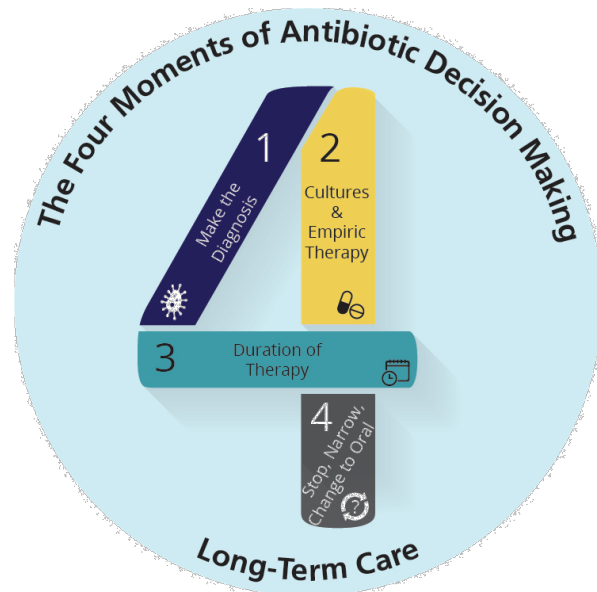 The Four Moments of Antibiotic Decision Making
1
Make the
Diagnosis
2
Cultures
&
Empiric
Therapy
3
Duration of
Therapy
4
Stop, Narrow,
Change to Oral
?
Long-Term Care